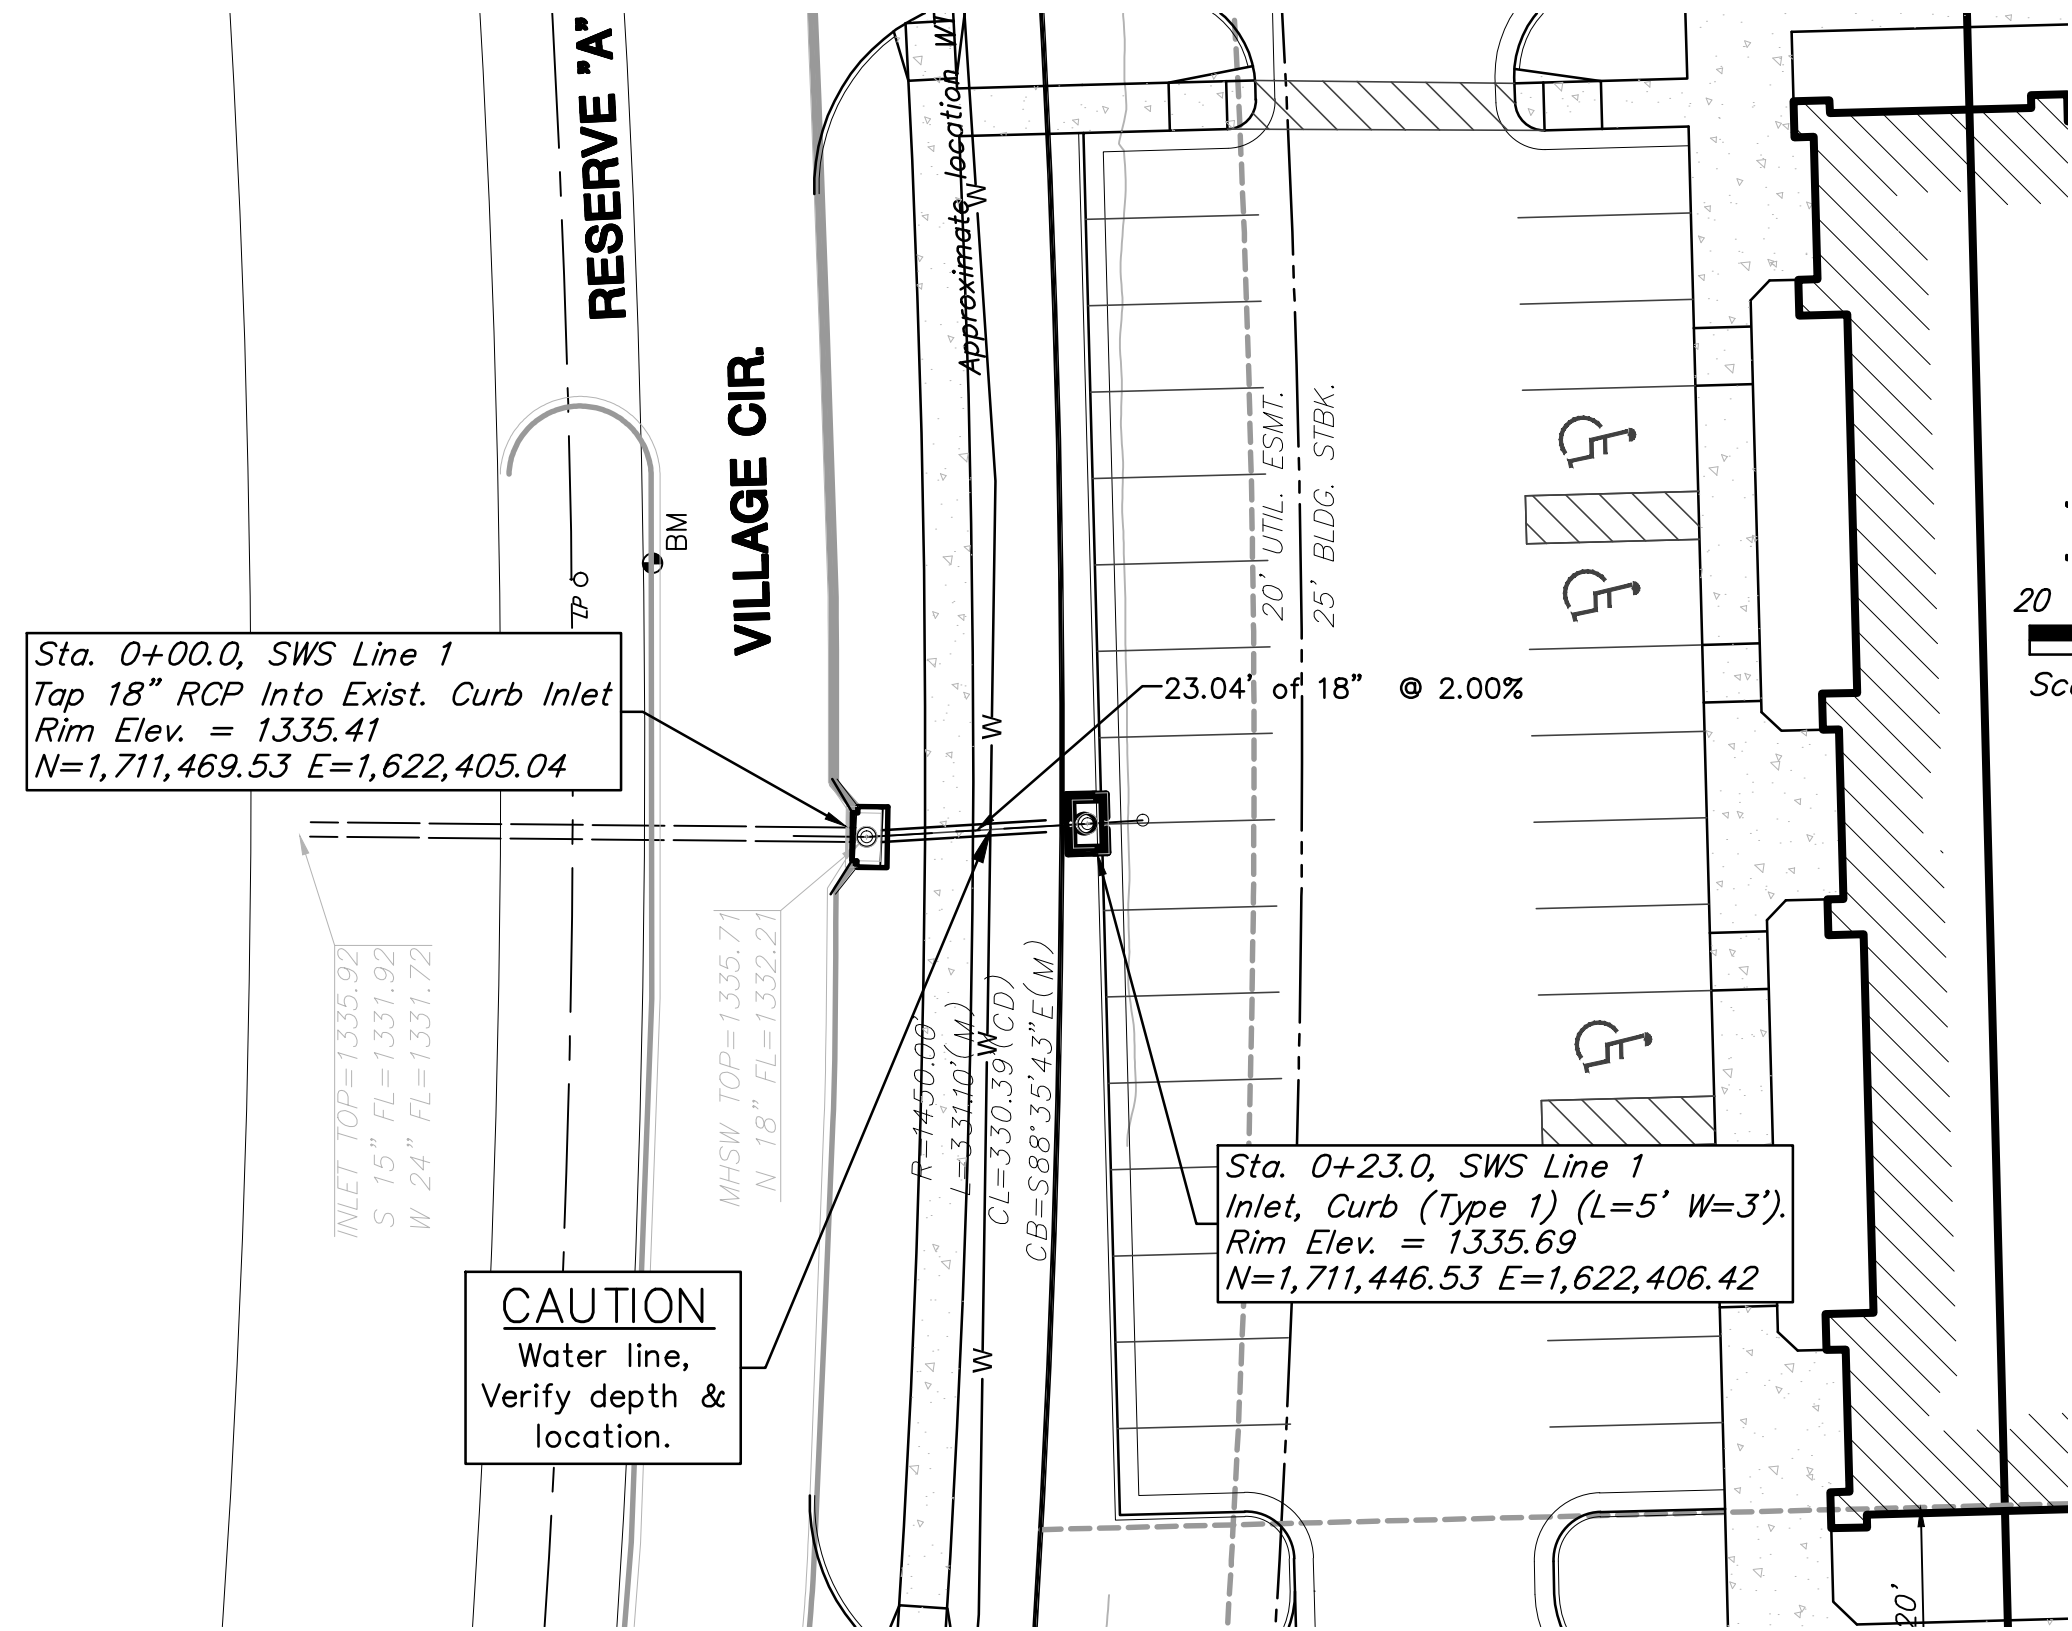 RESERVE "A"
VILLAGE CIR.
Approximate location WT
W
BM
LP
20' UTIL. ESMT.
25' BLDG. STBK.
20
Sta. 0+00.0, SWS Line 1
Tap 18" RCP Into Exist. Curb Inlet
Rim Elev. = 1335.41
N=1,711,469.53 E=1,622,405.04
23.04' of 18" @ 2.00%
W
INLET TOP=1335.92
S 15" FL=1331.92
W 24" FL=1331.72
MHSW TOP=1335.71
N 18" FL=1332.21
R=1450.00'
L=331.10'(M)
CL=330.39'(CD)
CB=S88°35'43"E(M)
W
Sta. 0+23.0, SWS Line 1
Inlet, Curb (Type 1) (L=5' W=3').
Rim Elev. = 1335.69
N=1,711,446.53 E=1,622,406.42
CAUTION
Water line,
Verify depth &
location.
W
20'